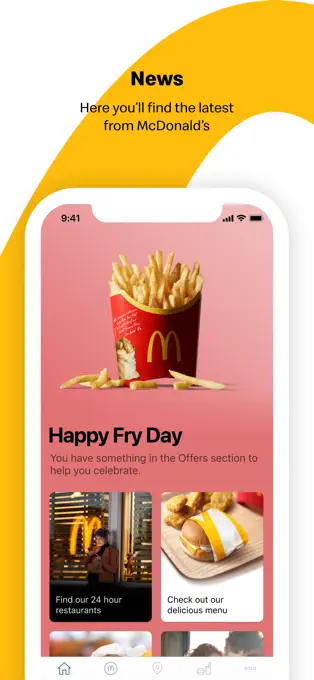 News
Here you'll find the latest
from McDonald's
9:41
Happy Fry Day
You have something in the Offers section to
help you celebrate.
Find our 24 hour
restaurants
Check out our
delicious menu